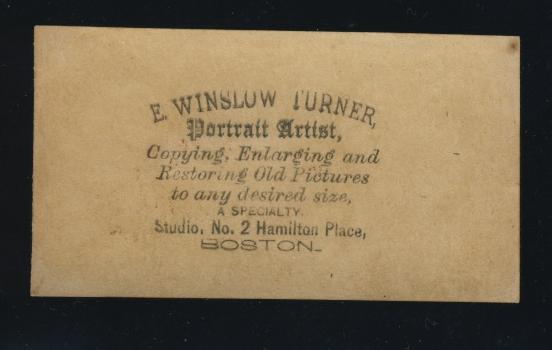 E. WINSLOW TURNER,
Portrait Artist,
Copying, Enlarging and
Restoring Old Pictures
to any desired size,
A SPECIALTY.
Studio, No. 2 Hamilton Place,
BOSTON.